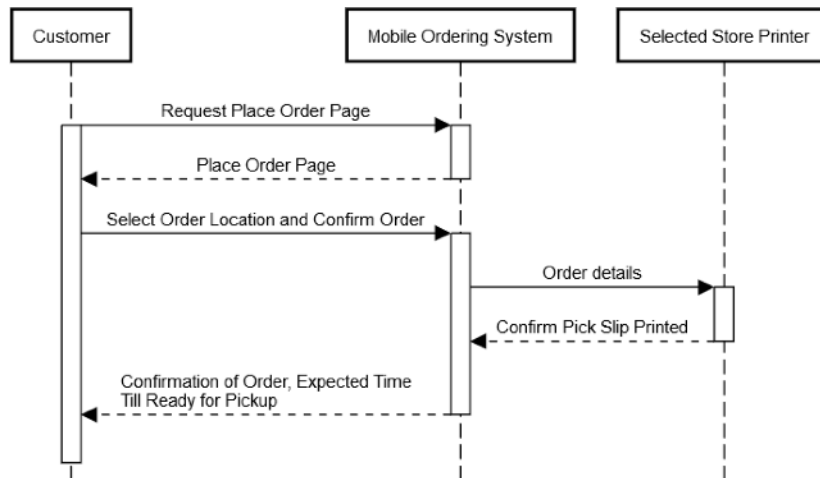 Customer
Mobile Ordering System
Selected Store Printer
Request Place Order Page
Place Order Page
Select Order Location and Confirm Order
Order details
Confirm Pick Slip Printed
Confirmation of Order, Expected Time
Till Ready for Pickup